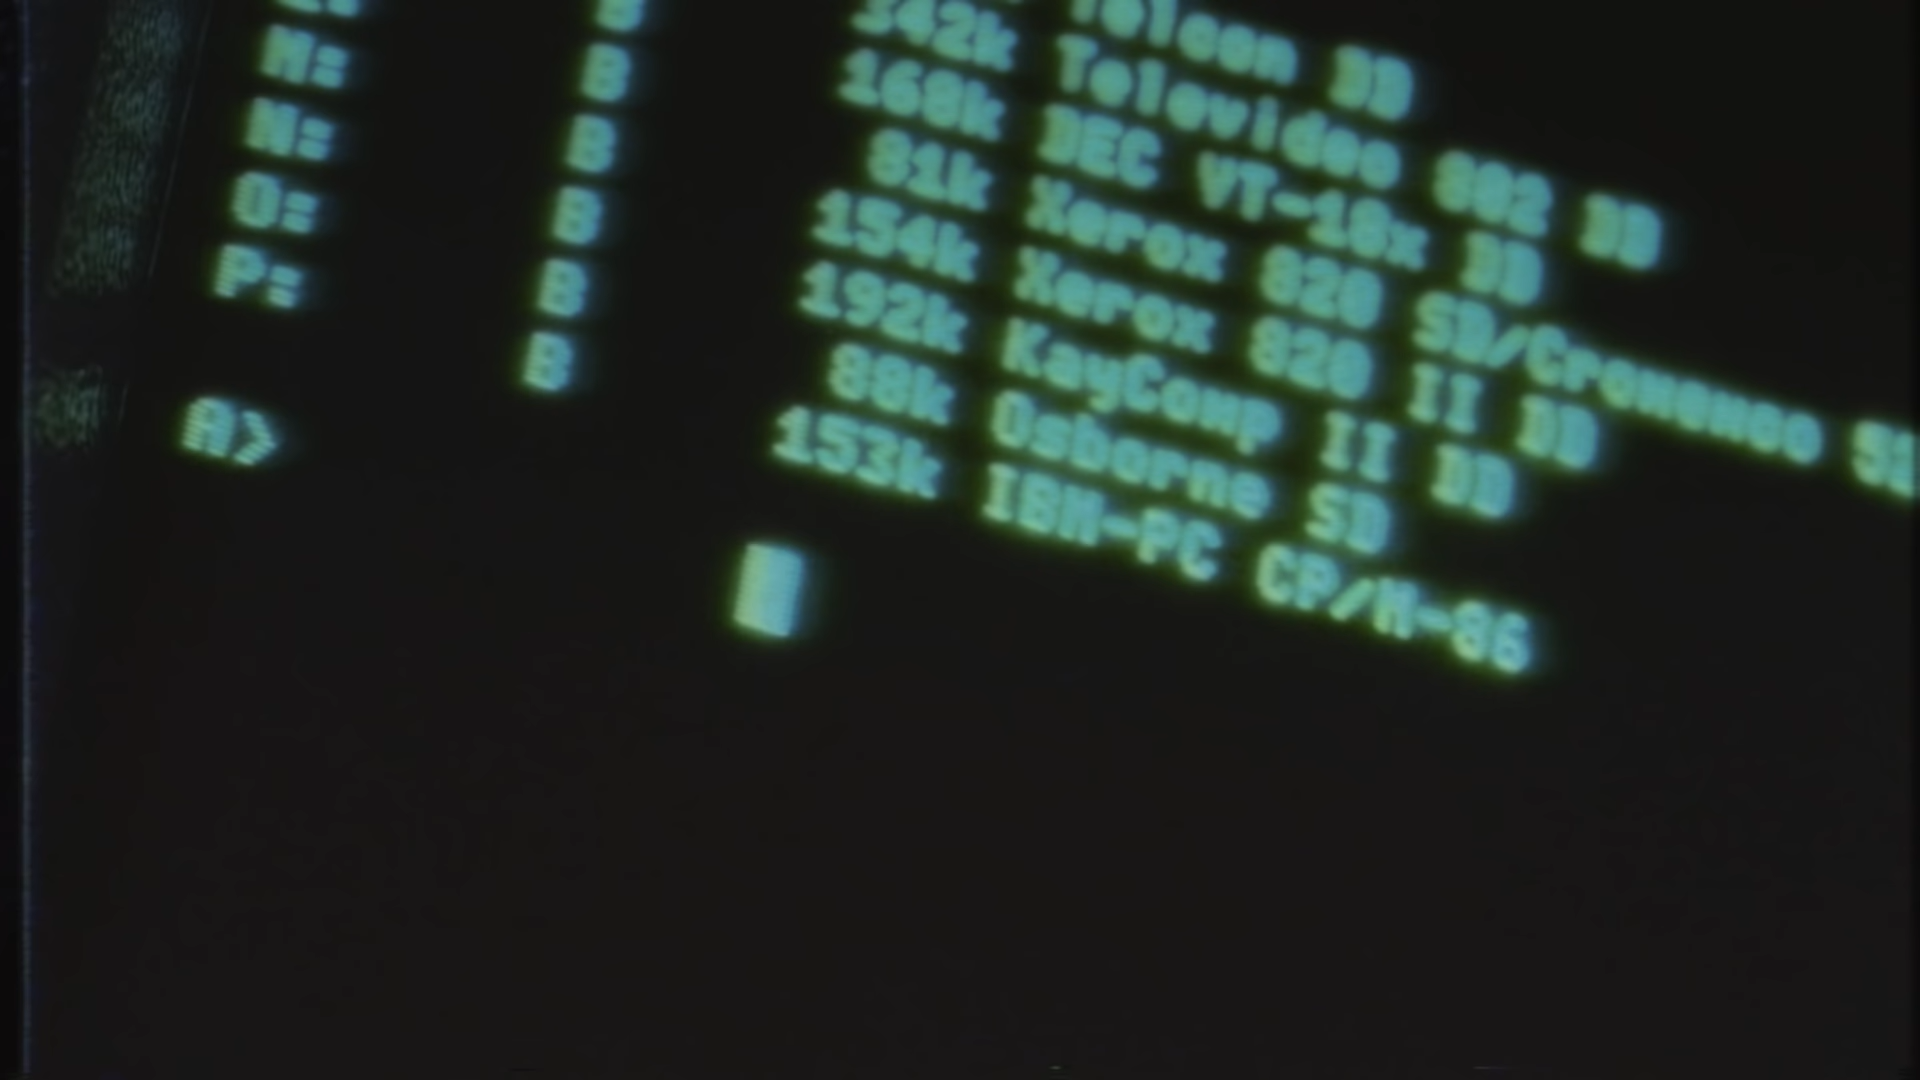 Telcon DD
342k Televideo 802 DD
B 168k DEC VT-18x DD
B 81k Xerox 820 SD/Cromemco
M: B 154k Xerox 820 II DD
N: B 192k KayComp II DD
O: B 88k Osborne SD
P: B 153k IBM-PC CP/M-86
A>